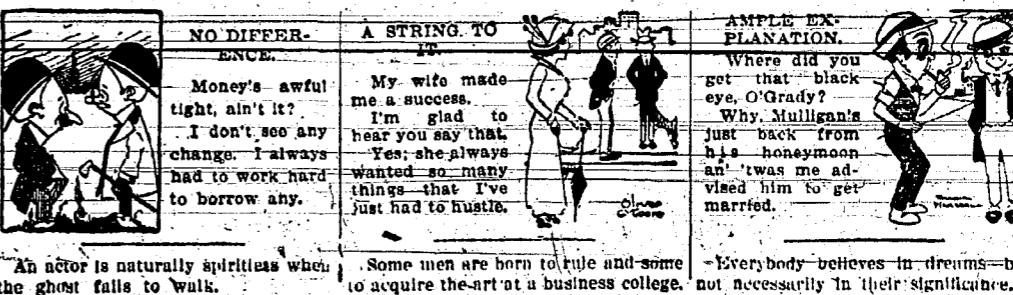 NO DIFFER-
ENCE.
Money's awful
tight, ain't it?
I don't see any
change. I always
had to work hard
to borrow any.
An actor is naturally spiritless when
the ghost fails to walk.
A STRING TO
IT.
My wife made
me a success.
I'm glad to
hear you say that.
Yes; she always
wanted so many
things that I've
just had to hustle.
Some men are born to rule and some
to acquire the art at a business college.
AMPLE EX-
PLANATION.
Where did you
get that black
eye, O'Grady?
Why, Mulligan's
just back from
his honeymoon
an' 'twas me ad-
vised him to get
married.
Everybody believes in dreams—b
not necessarily in their significance.